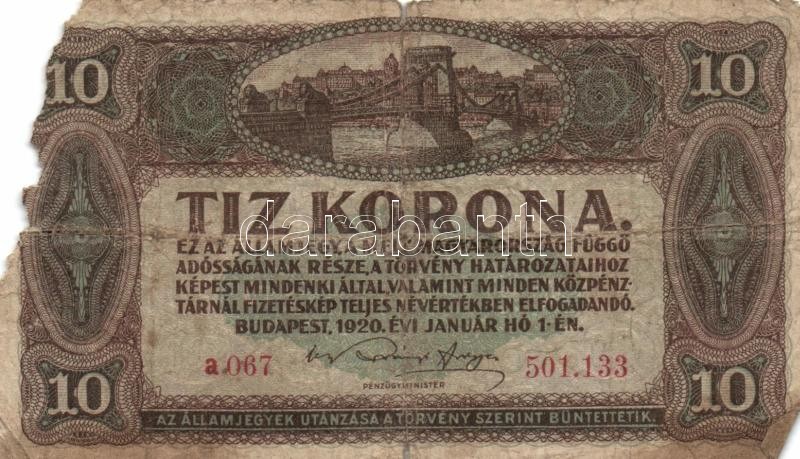 10 10
TIZ KORONA.
darabanth
EZ AZ ÁLLAMJEGY, A MAGYARORSZÁG FÜGGŐ
ADÓSSÁGÁNAK RÉSZE, A TÖRVÉNY HATÁROZATAIHOZ
KÉPEST MINDENKI ÁLTAL, VALAMINT MINDEN KÖZPÉNZ-
TÁRNÁL FIZETÉSKÉP TELJES NÉVÉRTÉKBEN ELFOGADANDÓ.
BUDAPEST, 1920. ÉVI JANUÁR HÓ 1-ÉN.
a.067 501.133
PÉNZÜGYMINISTER
10 10
AZ ÁLLAMJEGYEK UTÁNZÁSA A TÖRVÉNY SZERINT BÜNTETTETIK.